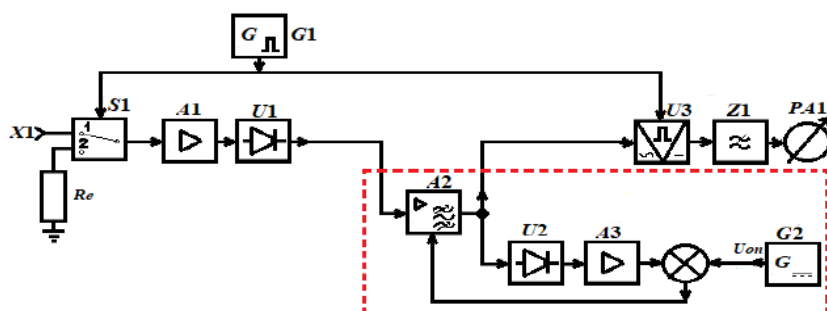 G G1
S1 A1 U1 U3 Z1 PA1
X1 1
2
Re
A2
U2 A3 G2
Uon G